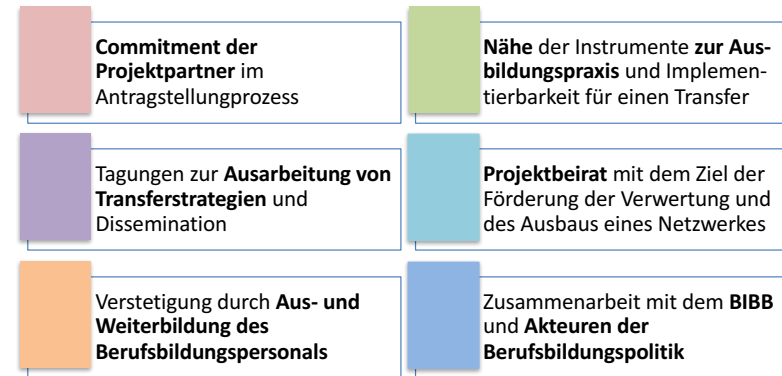 Commitment der
Projektpartner im
Antragstellungprozess
Nähe der Instrumente zur Aus-
bildungspraxis und Implemen-
tierbarkeit für einen Transfer
Tagungen zur Ausarbeitung von
Transferstrategien und
Dissemination
Projektbeirat mit dem Ziel der
Förderung der Verwertung und
des Ausbaus eines Netzwerkes
Verstetigung durch Aus- und
Weiterbildung des
Berufsbildungspersonals
Zusammenarbeit mit dem BIBB
und Akteuren der
Berufsbildungspolitik